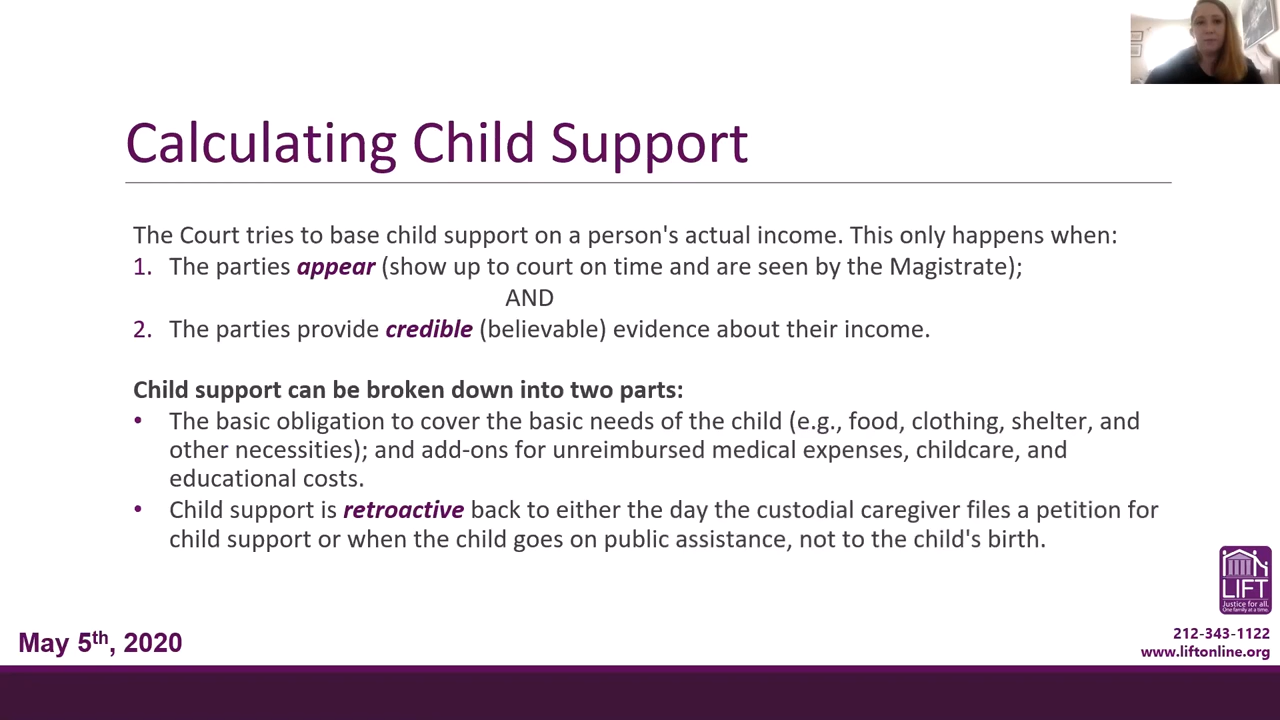 Calculating Child Support
The Court tries to base child support on a person's actual income. This only happens when:
1. The parties appear (show up to court on time and are seen by the Magistrate);
AND
2. The parties provide credible (believable) evidence about their income.
Child support can be broken down into two parts:
• The basic obligation to cover the basic needs of the child (e.g., food, clothing, shelter, and
other necessities); and add-ons for unreimbursed medical expenses, childcare, and
educational costs.
• Child support is retroactive back to either the day the custodial caregiver files a petition for
child support or when the child goes on public assistance, not to the child's birth.
LIFT
Justice for all.
One family at a time.
May 5th, 2020
212-343-1122
www.liftonline.org